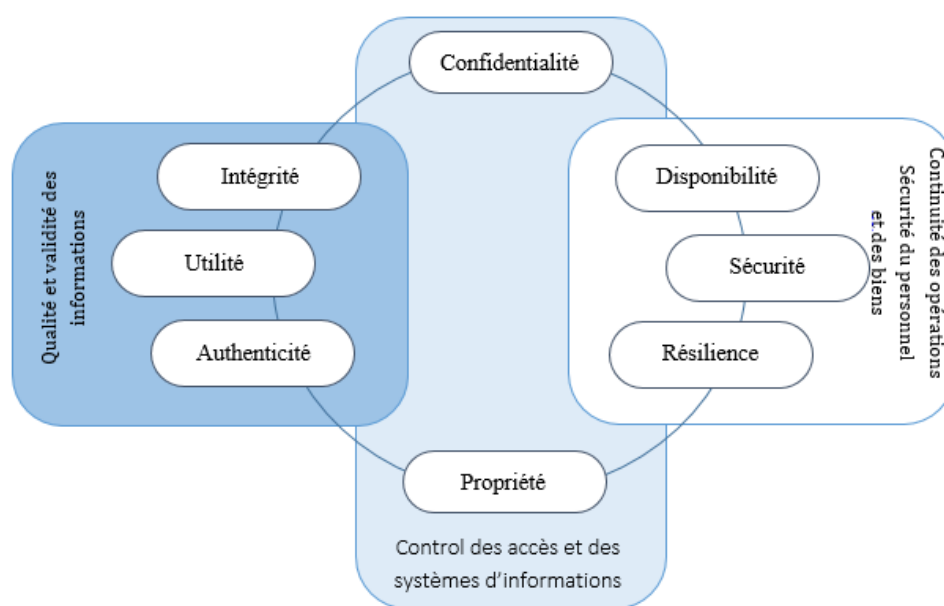 Confidentialité
Qualité et validité des
informations
Intégrité
Utilité
Authenticité
Disponibilité
Sécurité
Résilience
Continuité des opérations
Sécurité du personnel
et.des biens
Propriété
Control des accès et des
systèmes d’informations